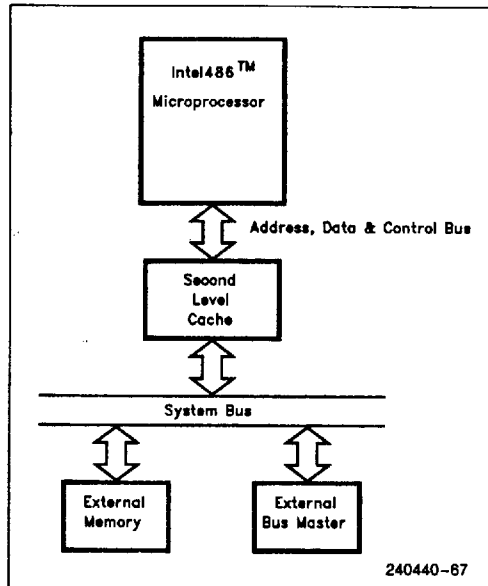 Intel486™
Microprocessor
Address, Data & Control Bus
Second
Level
Cache
System Bus
External
Memory
External
Bus Master
240440-67